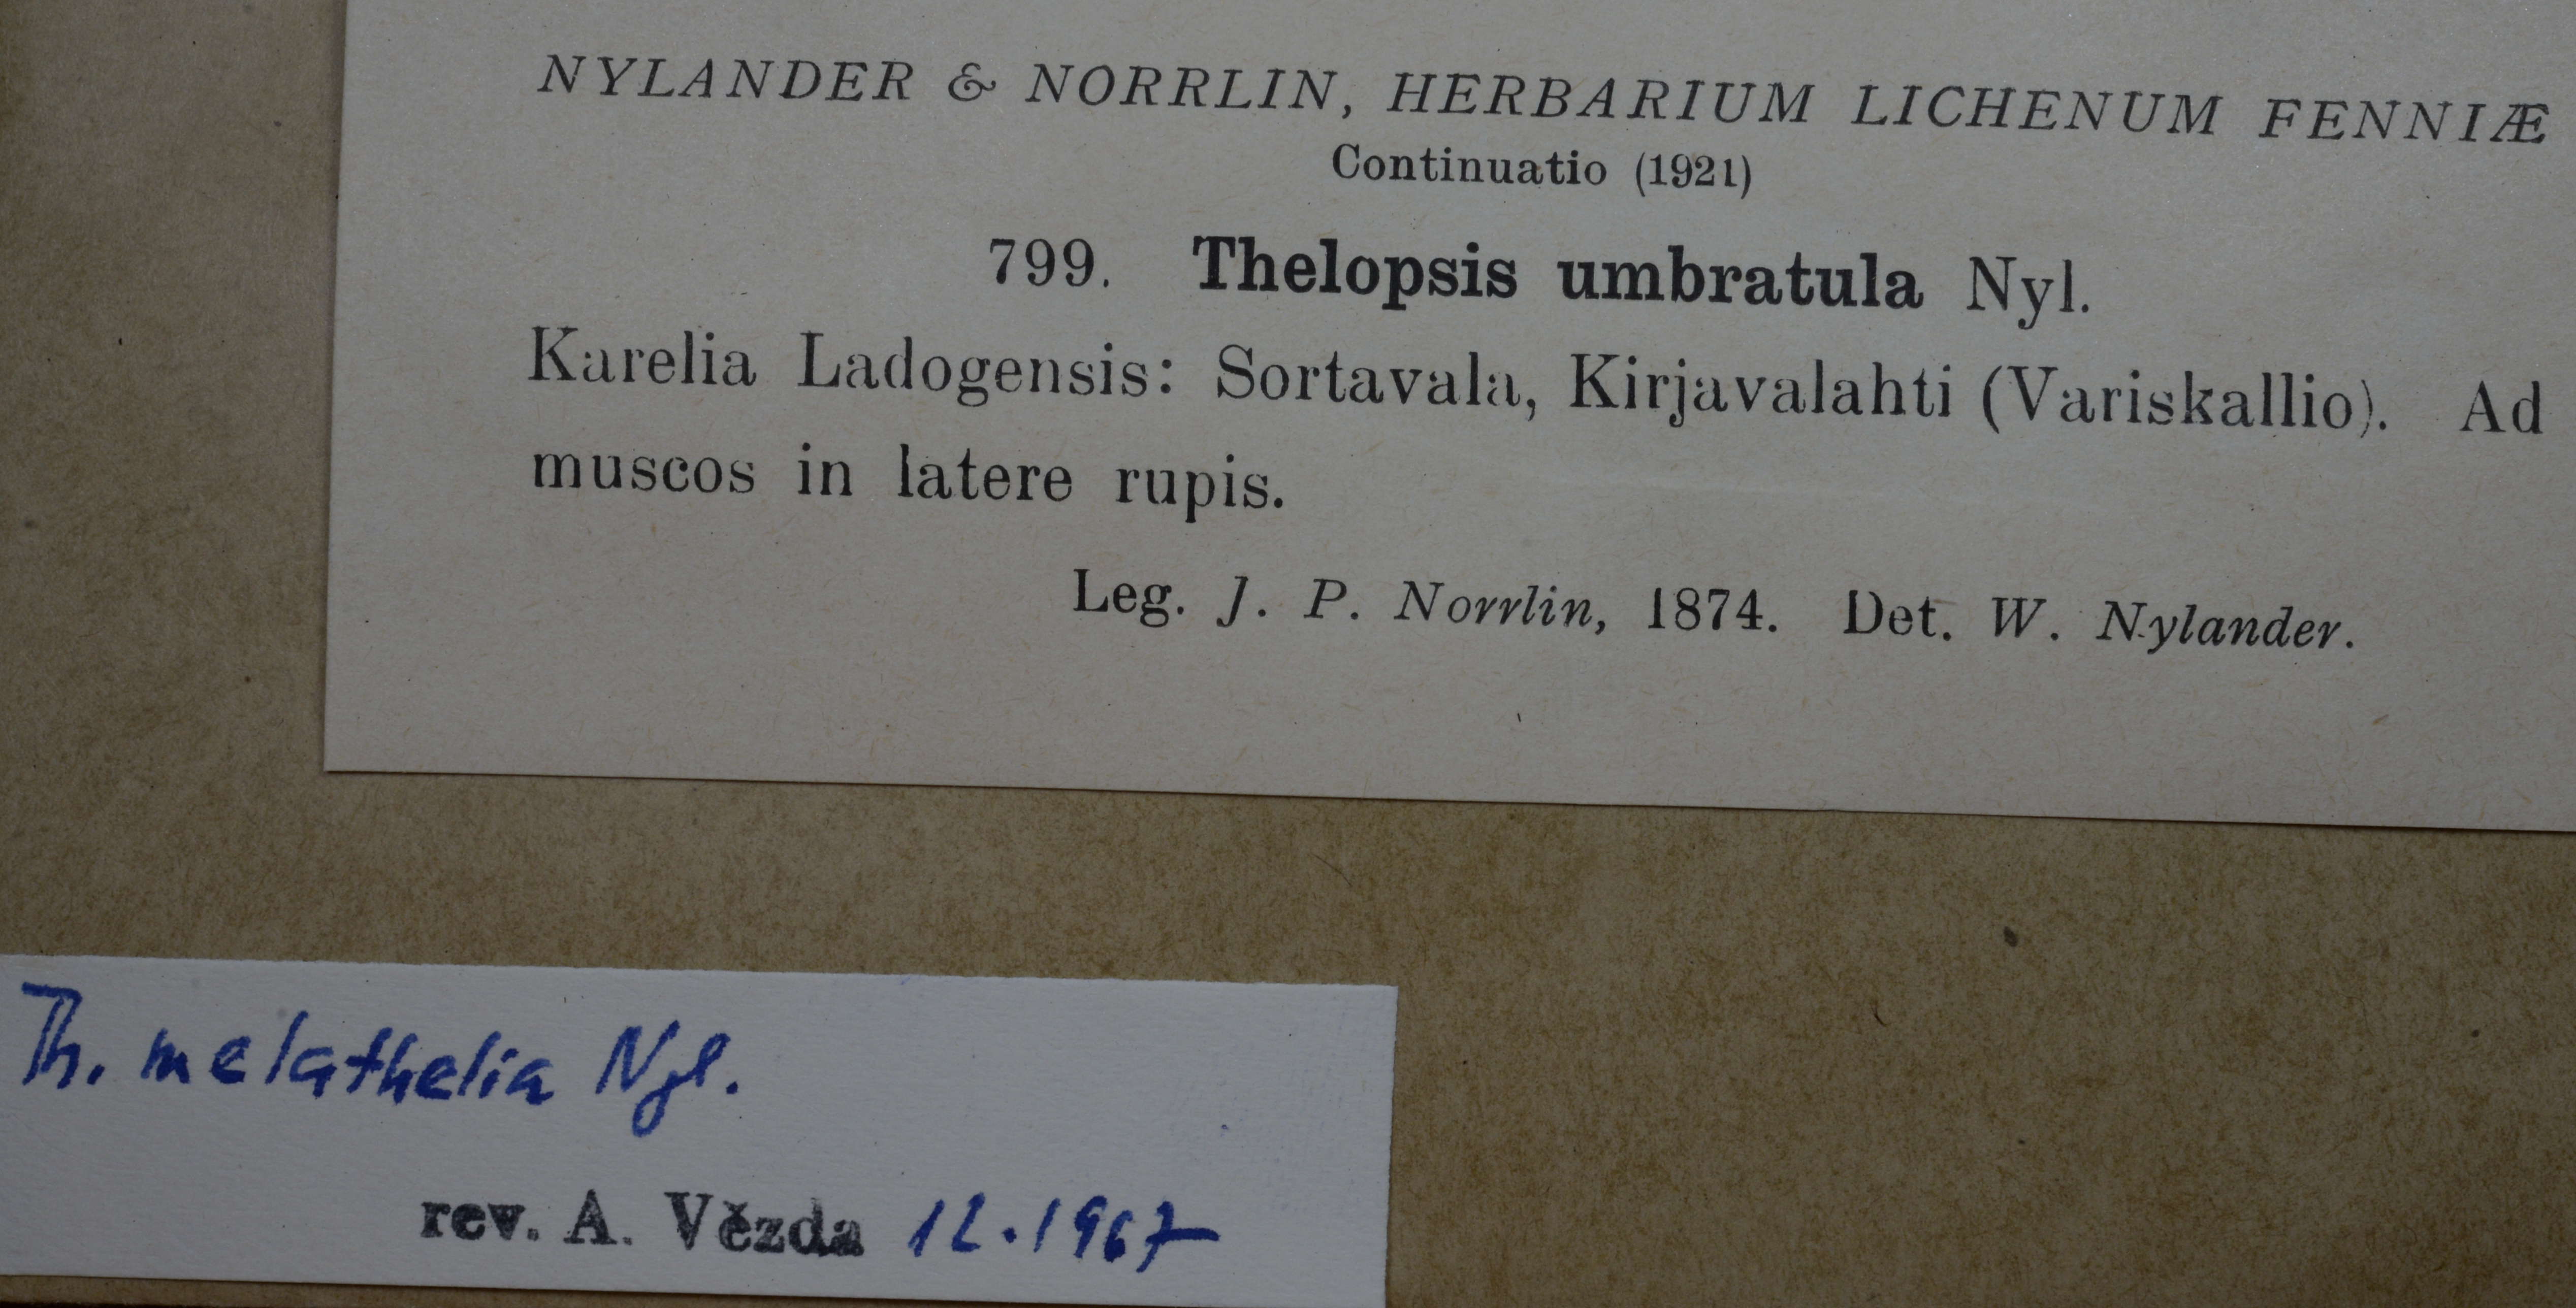 NYLANDER & NORRLIN, HERBARIUM LICHENUM FENNIÆ
Continuatio (1921)
799. Thelopsis umbratula Nyl.
Karelia Ladogensis: Sortavala, Kirjavalahti (Variskallio). Ad
muscos in latere rupis.
Leg. J. P. Norrlin, 1874. Det. W. Nylander.
Th. melathelia Nyl.
rev. A. Vězda 12.1967